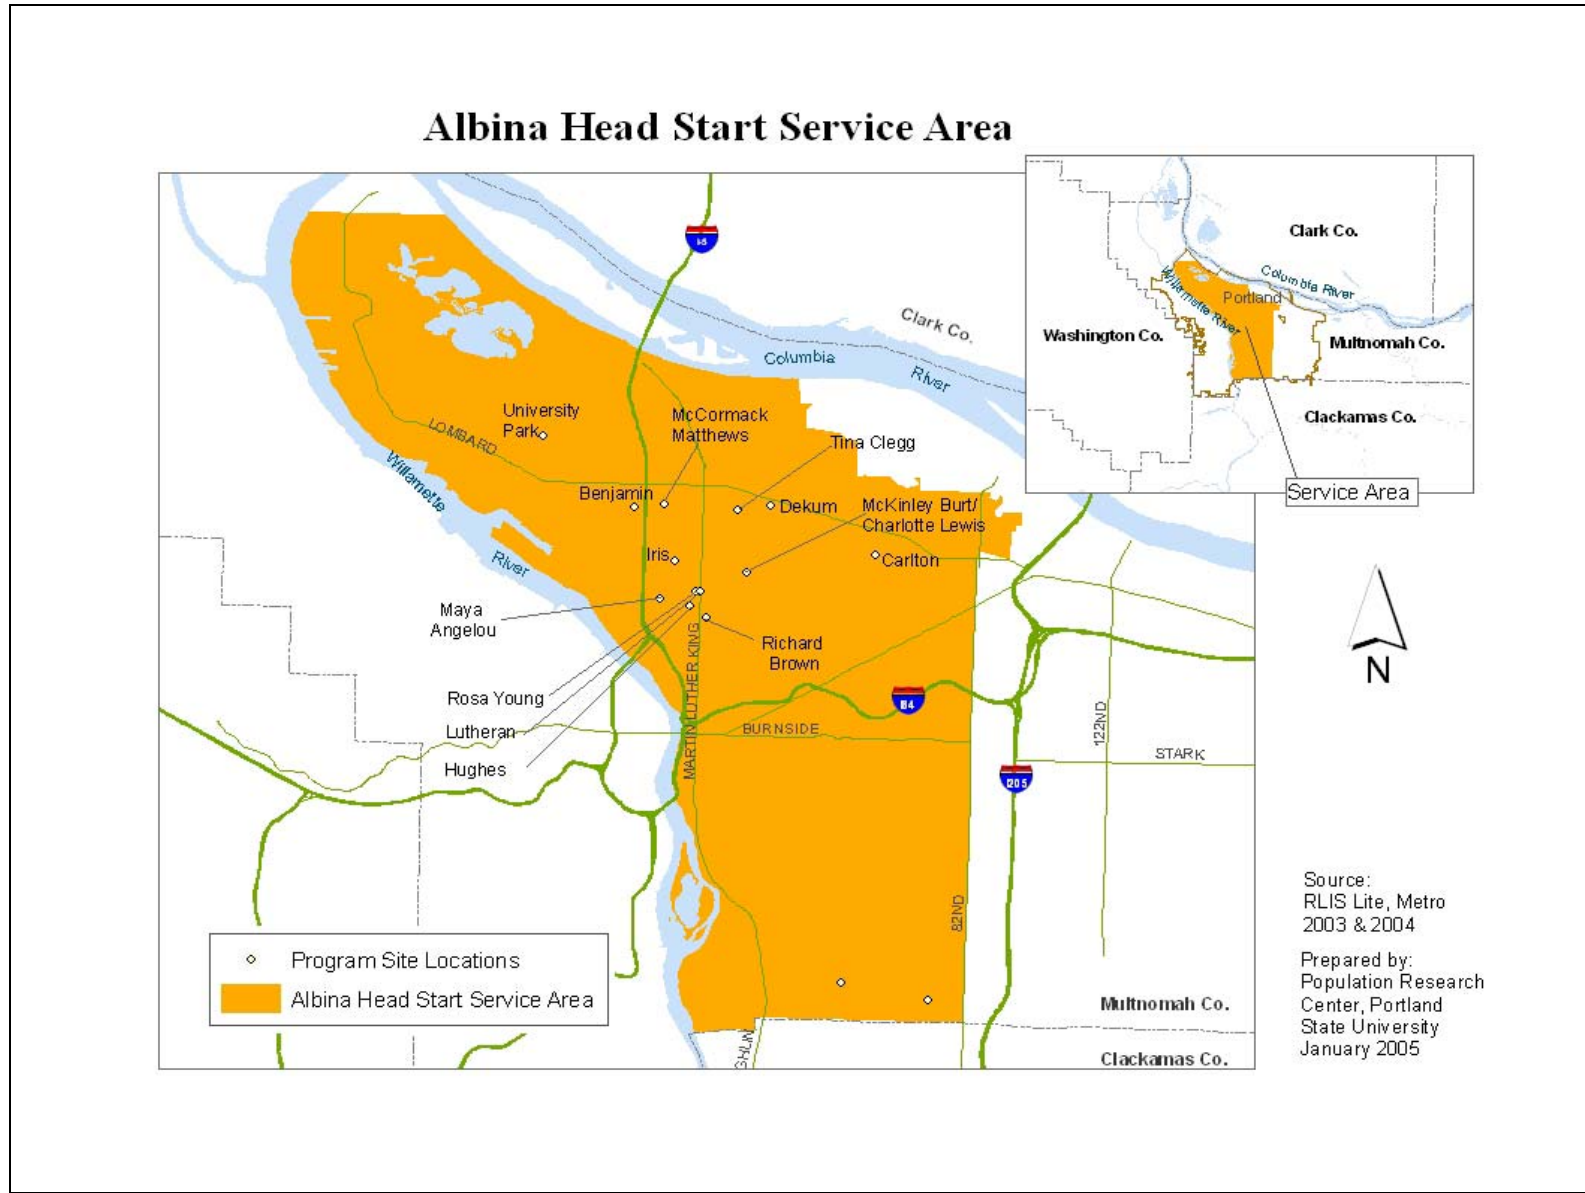 Albina Head Start Service Area
I-5
Clark Co.
Columbia
River
Clark Co.
Columbia River
Portland
Willamette River
Washington Co.
Multnomah Co.
Clackamas Co.
Service Area
University
Park
LOMBARD
McCormack
Matthews
Tina Clegg
Willamette
River
Benjamin
Dekum
McKinley Burt/
Charlotte Lewis
Iris
Carlton
Maya
Angelou
Richard
Brown
MARTIN LUTHER KING
Rosa Young
Lutheran
Hughes
I84
BURNSIDE
122ND
STARK
I205
N
82ND
Program Site Locations
Albina Head Start Service Area
Multnomah Co.
Clackamas Co.
GHLIN
Source:
RLIS Lite, Metro
2003 & 2004
Prepared by:
Population Research
Center, Portland
State University
January 2005